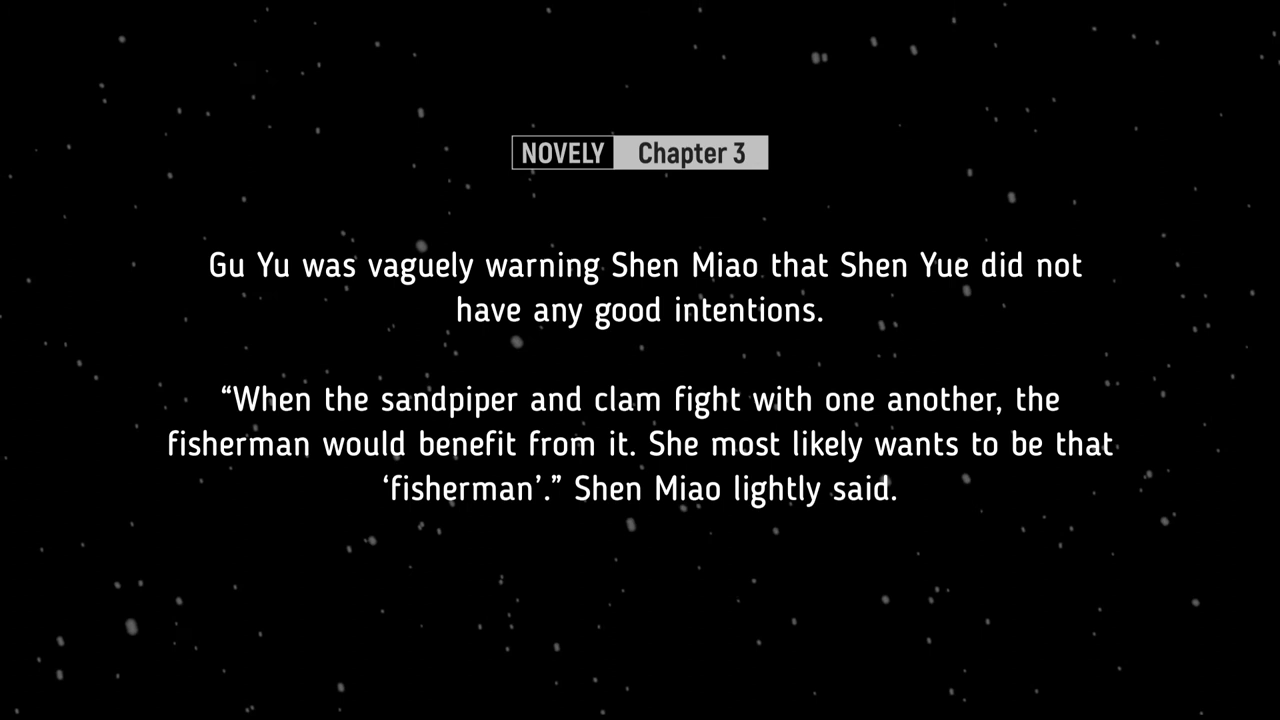 NOVELY Chapter 3
Gu Yu was vaguely warning Shen Miao that Shen Yue did not
have any good intentions.
“When the sandpiper and clam fight with one another, the
fisherman would benefit from it. She most likely wants to be that
‘fisherman’.” Shen Miao lightly said.